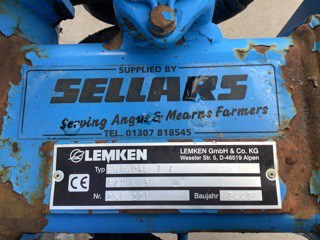 SUPPLIED BY
SELLARS
Serving Angus & Mearns Farmers
TEL. 01307 818545
LEMKEN
LEMKEN GmbH & Co. KG
Weseler Str. 5, D-46519 Alpen
Typ
Nr.
Baujahr
CE